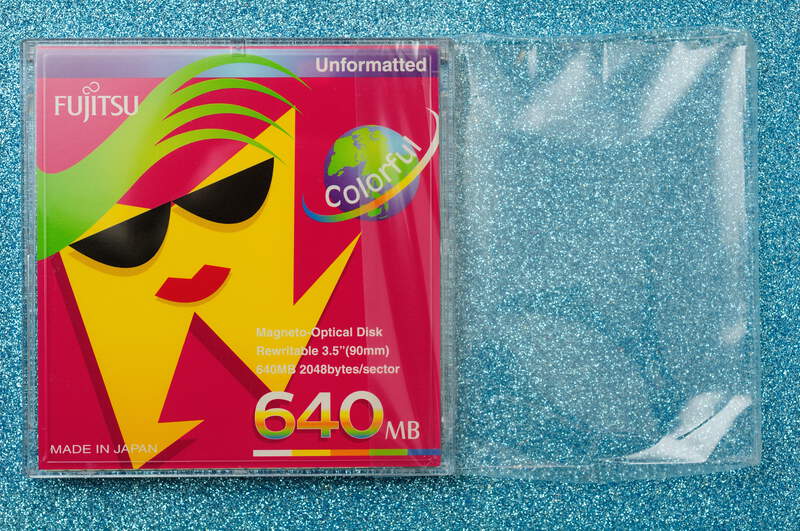 Unformatted
FUJITSU
Colorful
Magneto-Optical Disk
Rewritable 3.5"(90mm)
640MB 2048bytes/sector
640MB
MADE IN JAPAN